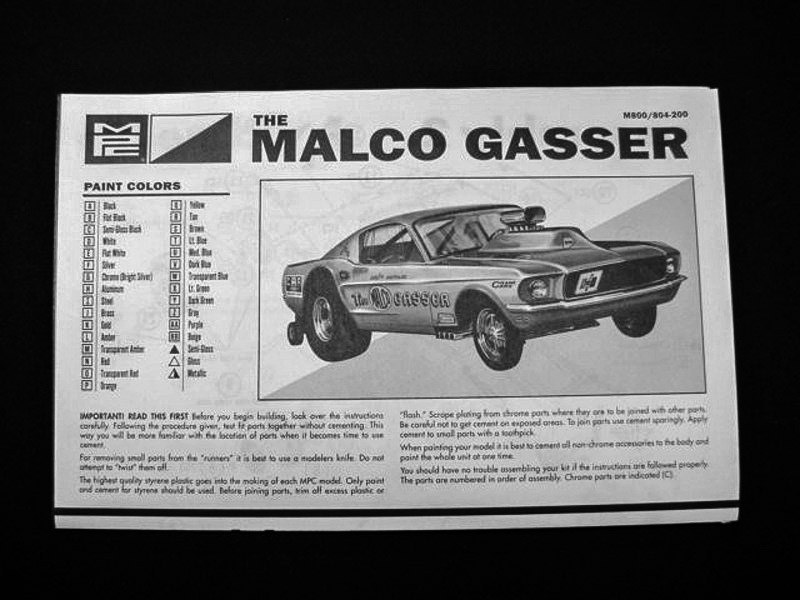 MPC
THE
MALCO GASSER
M800/804-200
PAINT COLORS
A Black
B Flat Black
C Semi-Gloss Black
D White
E Flat White
F Silver
G Chrome (Bright Silver)
H Aluminum
I Steel
J Brass
K Gold
L Amber
M Transparent Amber
N Red
O Transparent Red
P Orange
Q Yellow
R Tan
S Brown
T Lt. Blue
U Med. Blue
V Dark Blue
W Transparent Blue
X Lt. Green
Y Dark Green
Z Gray
AA Purple
BB Beige
Semi-Gloss
Gloss
Metallic
The GASSER
IMPORTANT! READ THIS FIRST Before you begin building, look over the instructions
carefully. Following the procedure given, test fit parts together without cementing. This
way you will be more familiar with the location of parts when it becomes time to use
cement.
For removing small parts from the "runners" it is best to use a modelers knife. Do not
attempt to "twist" them off.
The highest quality styrene plastic goes into the making of each MPC model. Only paint
and cement for styrene should be used. Before joining parts, trim off excess plastic or
"flash." Scrape plating from chrome parts where they are to be joined with other parts.
Be careful not to get cement on exposed areas. To join parts use cement sparingly. Apply
cement to small parts with a toothpick.
When painting your model it is best to cement all non-chrome accessories to the body and
paint the whole unit at one time.
You should have no trouble assembling your kit if the instructions are followed properly.
The parts are numbered in order of assembly. Chrome parts are indicated (C).